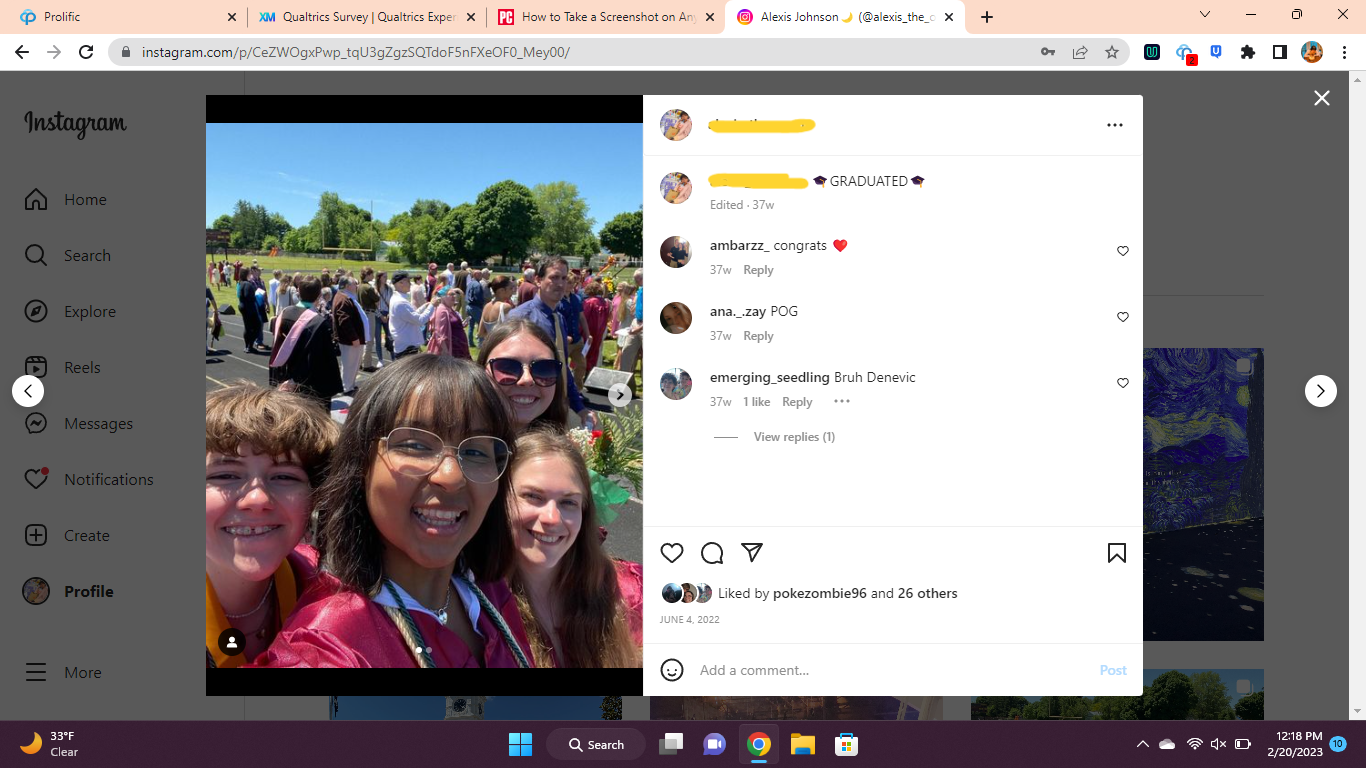 Prolific
Qualtrics Survey | Qualtrics Exper
How to Take a Screenshot on Any
Alexis Johnson🌙 (@alexis_the_
instagram.com/p/CeZWOgxPwp_tqU3gZgzSQTdoF5nFXeOF0_Mey00/
2
Instagram
Home
Search
Explore
Reels
Messages
Notifications
Create
Profile
More
🎓GRADUATED🎓
Edited · 37w
ambarzz_ congrats ❤️
37w Reply
ana._.zay POG
37w Reply
emerging_seedling Bruh Denevic
37w 1 like Reply
View replies (1)
Liked by pokezombie96 and 26 others
JUNE 4, 2022
Add a comment... Post
33°F
Clear
Search
12:18 PM
2/20/2023
10